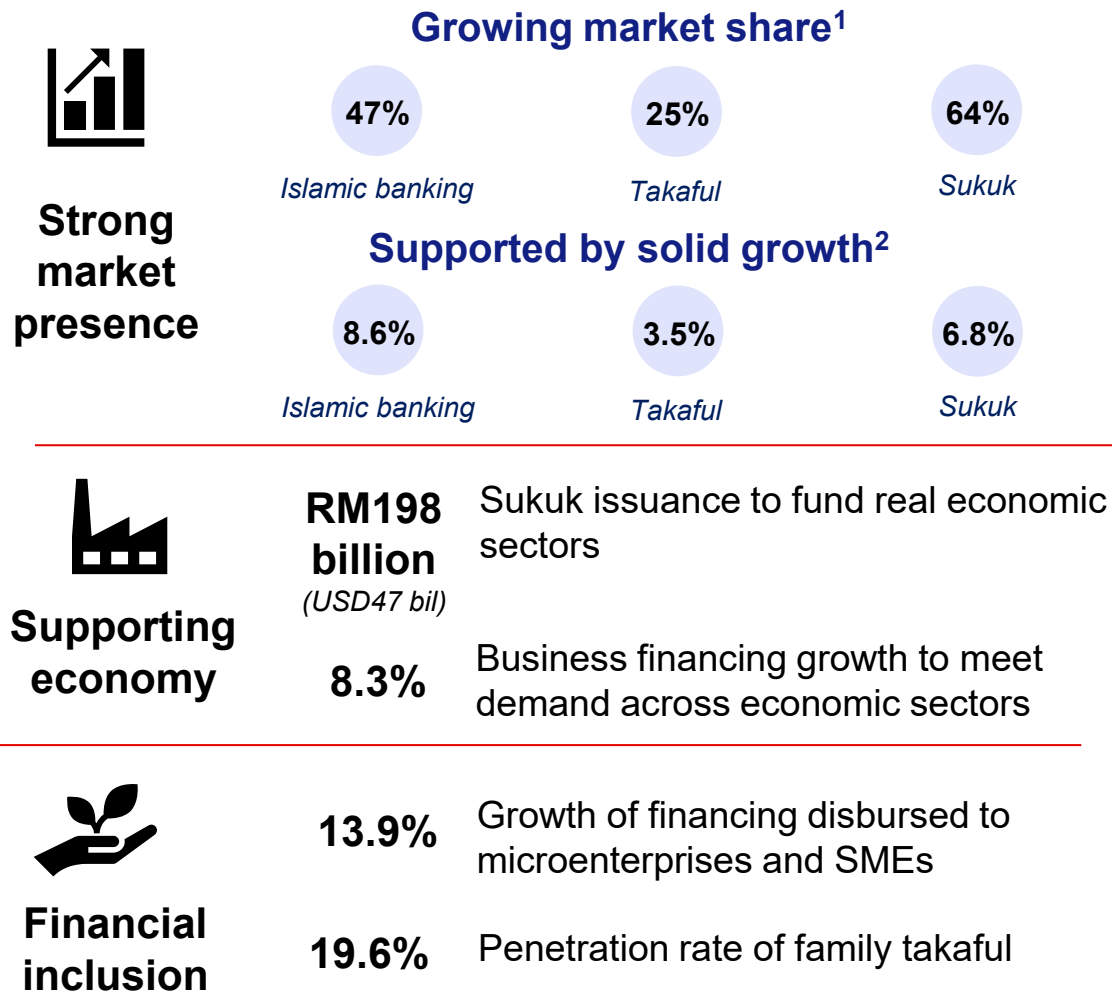 Growing market share¹
47%
25%
64%
Islamic banking
Takaful
Sukuk
Strong
market
presence
Supported by solid growth²
8.6%
3.5%
6.8%
Islamic banking
Takaful
Sukuk
Supporting
economy
RM198
billion
(USD47 bil)
Sukuk issuance to fund real economic
sectors
8.3%
Business financing growth to meet
demand across economic sectors
Financial
inclusion
13.9%
Growth of financing disbursed to
microenterprises and SMEs
19.6%
Penetration rate of family takaful